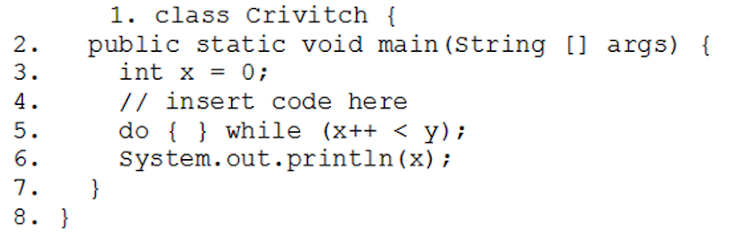 1. class Crivitch {
2. public static void main(String [] args) {
3. int x = 0;
4. // insert code here
5. do { } while (x++ < y);
6. System.out.println(x);
7. }
8. }